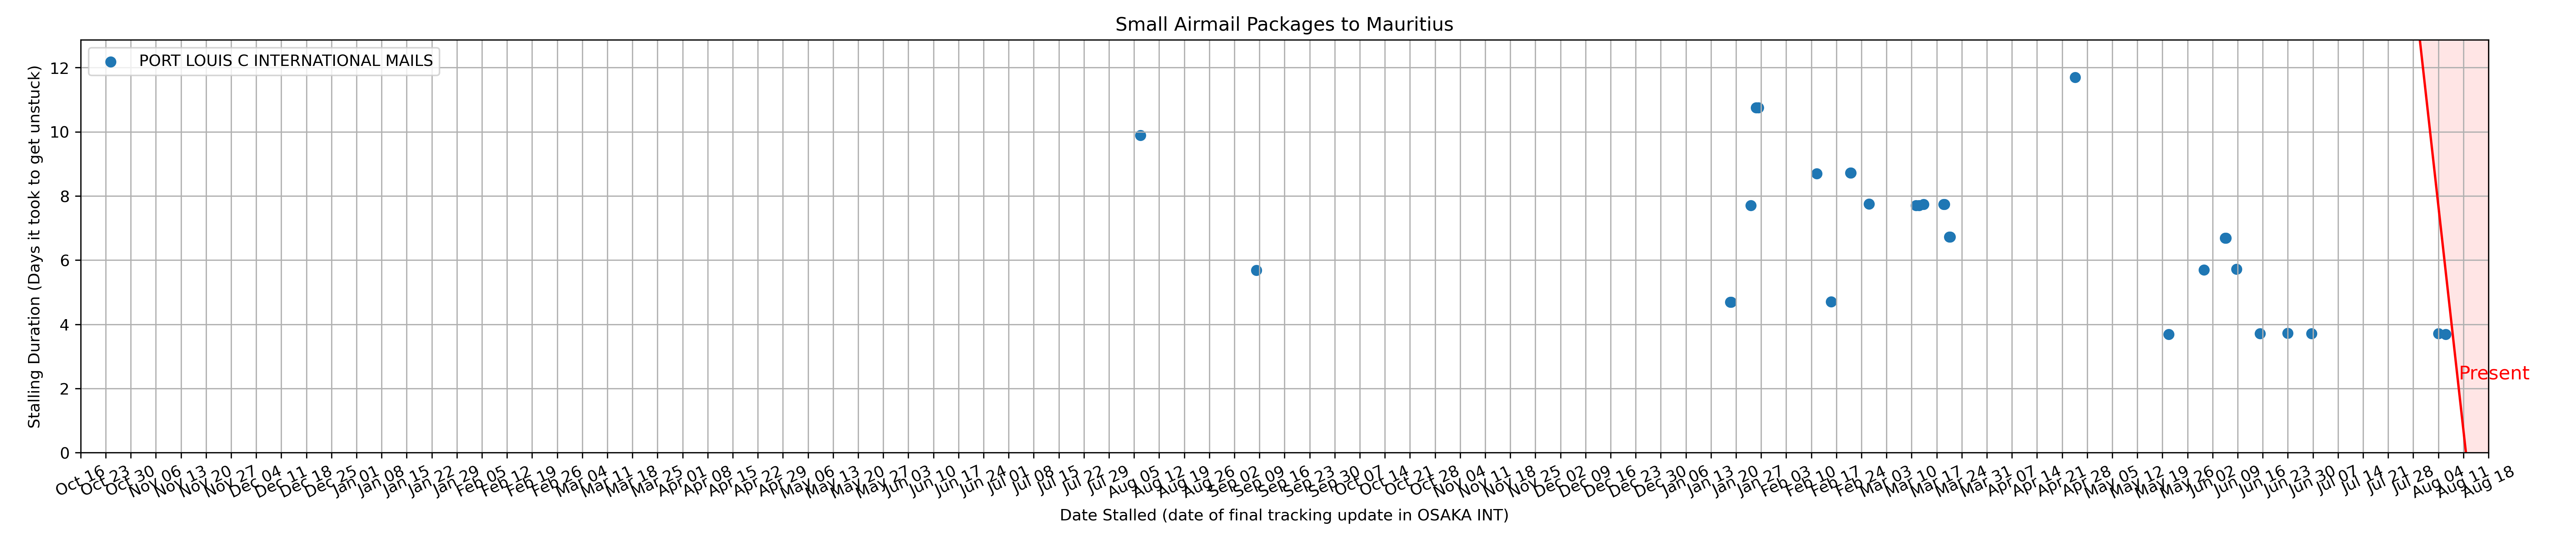 Small Airmail Packages to Mauritius
PORT LOUIS C INTERNATIONAL MAILS
Stalling Duration (Days it took to get unstuck)
12
10
8
6
4
2
0
Present
Oct 16
Oct 23
Oct 30
Nov 06
Nov 13
Nov 20
Nov 27
Dec 04
Dec 11
Dec 18
Dec 25
Jan 01
Jan 08
Jan 15
Jan 22
Jan 29
Feb 05
Feb 12
Feb 19
Feb 26
Mar 04
Mar 11
Mar 18
Mar 25
Apr 01
Apr 08
Apr 15
Apr 22
Apr 29
May 06
May 13
May 20
May 27
Jun 03
Jun 10
Jun 17
Jun 24
Jul 01
Jul 08
Jul 15
Jul 22
Jul 29
Aug 05
Aug 12
Aug 19
Aug 26
Sep 02
Sep 09
Sep 16
Sep 23
Sep 30
Oct 07
Oct 14
Oct 21
Oct 28
Nov 04
Nov 11
Nov 18
Nov 25
Dec 02
Dec 09
Dec 16
Dec 23
Dec 30
Jan 06
Jan 13
Jan 20
Jan 27
Feb 03
Feb 10
Feb 17
Feb 24
Mar 03
Mar 10
Mar 17
Mar 24
Mar 31
Apr 07
Apr 14
Apr 21
Apr 28
May 05
May 12
May 19
May 26
Jun 02
Jun 09
Jun 16
Jun 23
Jun 30
Jul 07
Jul 14
Jul 21
Jul 28
Aug 04
Aug 11
Aug 18
Date Stalled (date of final tracking update in OSAKA INT)